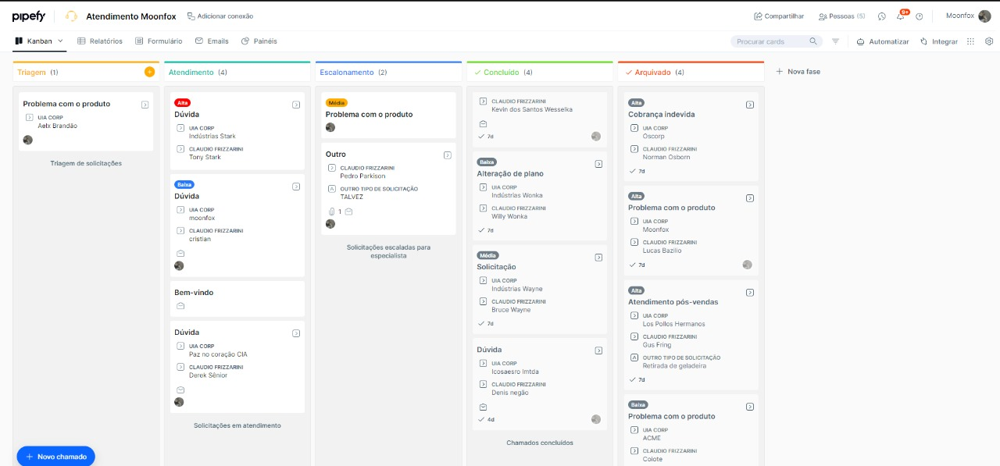 pipefy
Atendimento Moonfox
Adicionar conexão
Compartilhar
Pessoas (5)
9+
Moonfox
Kanban
Relatórios
Formulário
Emails
Painéis
Procurar cards
Automatizar
Integrar
Triagem (1)
Problema com o produto
UIA CORP
Aelx Brandão
Triagem de solicitações
Novo chamado
Atendimento (4)
Alta
Dúvida
UIA CORP
Indústrias Stark
CLAUDIO FRIZZARINI
Tony Stark
Baixa
Dúvida
UIA CORP
moonfox
CLAUDIO FRIZZARINI
cristian
Bem-vindo
Dúvida
UIA CORP
Paz no coração CIA
CLAUDIO FRIZZARINI
Derek Sênior
Solicitações em atendimento
Escalonamento (2)
Média
Problema com o produto
Outro
CLAUDIO FRIZZARINI
Pedro Parkison
OUTRO TIPO DE SOLICITAÇÃO
TALVEZ
1
Solicitações escaladas para
especialista
Concluído (4)
CLAUDIO FRIZZARINI
Kevin dos Santos Wesselka
7d
Baixa
Alteração de plano
UIA CORP
Indústrias Wonka
CLAUDIO FRIZZARINI
Willy Wonka
7d
Média
Solicitação
UIA CORP
Indústrias Wayne
CLAUDIO FRIZZARINI
Bruce Wayne
7d
Dúvida
UIA CORP
Icosaesro lmtda
CLAUDIO FRIZZARINI
Denis negão
4d
Chamados concluídos
Arquivado (4)
Alta
Cobrança indevida
UIA CORP
Oscorp
CLAUDIO FRIZZARINI
Norman Osborn
7d
Alta
Problema com o produto
UIA CORP
Moonfox
CLAUDIO FRIZZARINI
Lucas Bazilio
7d
Alta
Atendimento pós-vendas
UIA CORP
Los Pollos Hermanos
CLAUDIO FRIZZARINI
Gus Fring
OUTRO TIPO DE SOLICITAÇÃO
Retirada de geladeira
7d
Baixa
Problema com o produto
UIA CORP
ACME
CLAUDIO FRIZZARINI
Coiote
Nova fase